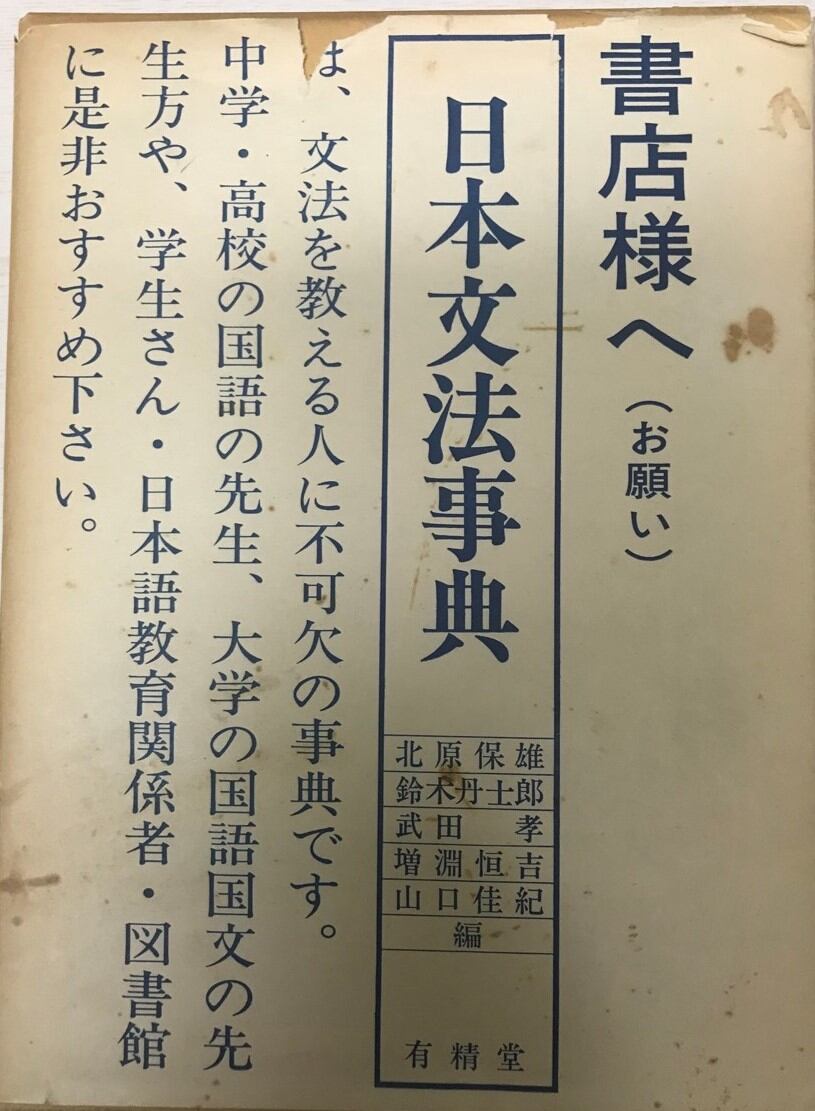 書店様へ（お願い）
日本文法事典
北原保雄
鈴木丹士郎
武田孝
増淵恒吉
山口佳紀
編
有精堂
は、文法を教える人に不可欠の事典です。
中学・高校の国語の先生、大学の国語国文の先
生方や、学生さん・日本語教育関係者・図書館
に是非おすすめ下さい。